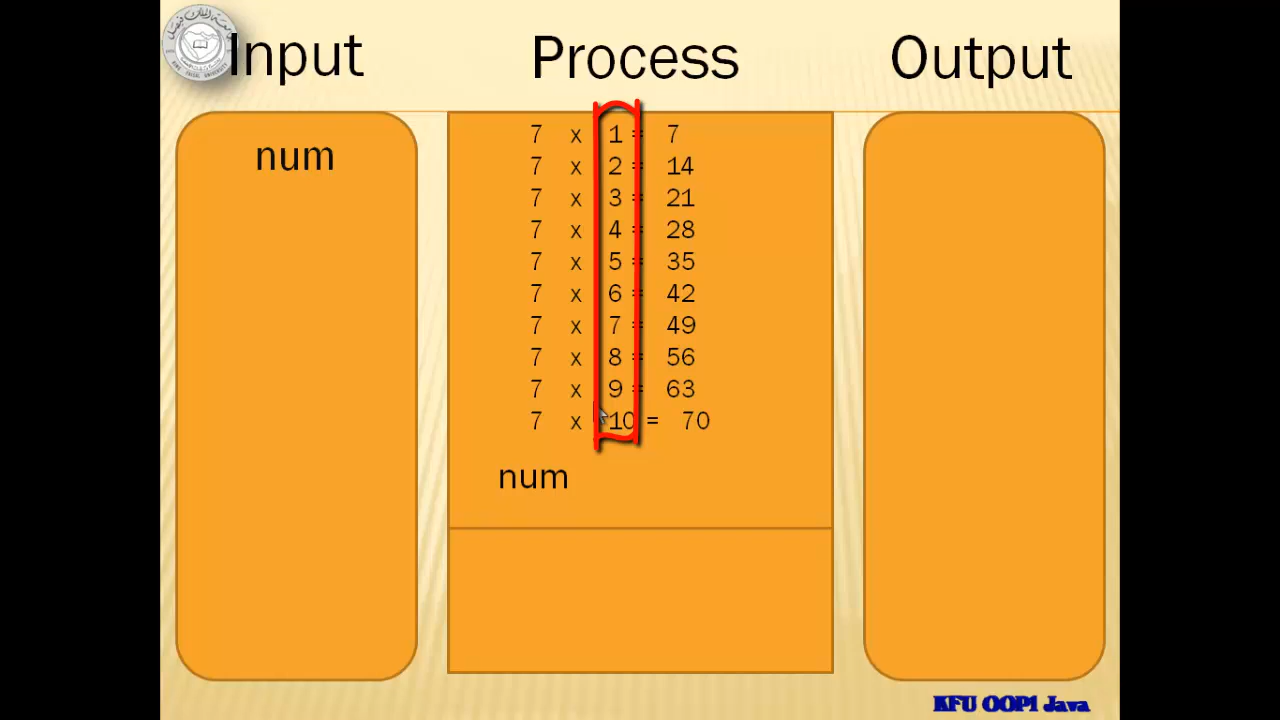 Input
Process
Output
num
7 x 1 = 7
7 x 2 = 14
7 x 3 = 21
7 x 4 = 28
7 x 5 = 35
7 x 6 = 42
7 x 7 = 49
7 x 8 = 56
7 x 9 = 63
7 x 10 = 70
num
KFU OOP1 Java